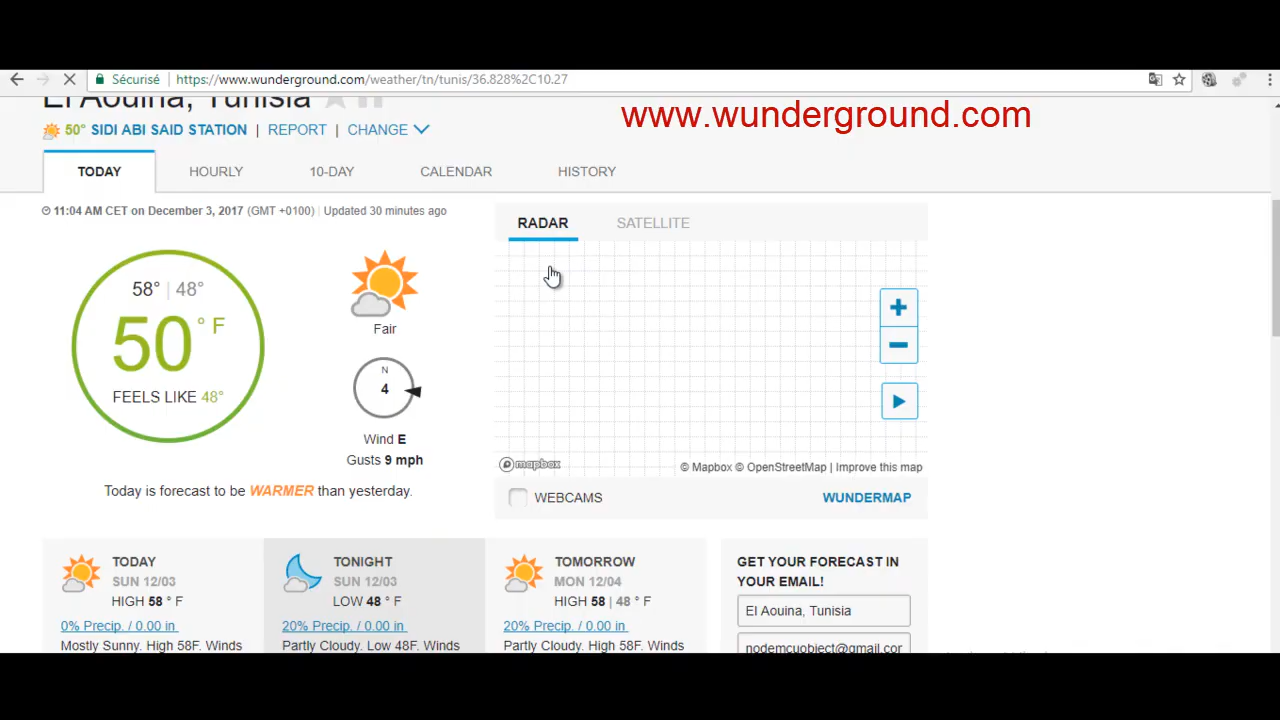 Sécurisé https://www.wunderground.com/weather/tn/tunis/36.828%2C10.27
El Aouina, Tunisia
www.wunderground.com
50° SIDI ABI SAID STATION | REPORT | CHANGE
TODAY HOURLY 10-DAY CALENDAR HISTORY
11:04 AM CET on December 3, 2017 (GMT +0100) | Updated 30 minutes ago
RADAR SATELLITE
58° | 48°
50 °F
FEELS LIKE 48°
Fair
N
4
Wind E
Gusts 9 mph
Today is forecast to be WARMER than yesterday.
mapbox
© Mapbox © OpenStreetMap | Improve this map
WEBCAMS WUNDERMAP
TODAY
SUN 12/03
HIGH 58 ° F
0% Precip. / 0.00 in
Mostly Sunny. High 58F. Winds
TONIGHT
SUN 12/03
LOW 48 ° F
20% Precip. / 0.00 in
Partly Cloudy. Low 48F. Winds
TOMORROW
MON 12/04
HIGH 58 | 48 ° F
20% Precip. / 0.00 in
Partly Cloudy. High 58F. Winds
GET YOUR FORECAST IN
YOUR EMAIL!
El Aouina, Tunisia
nodemcuobject@gmail.cor